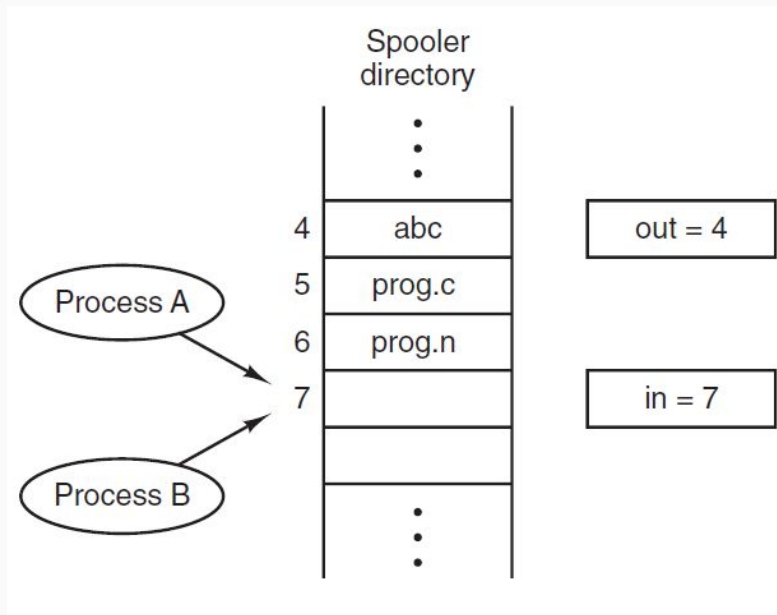 Spooler
directory
4 abc out = 4
Process A
5 prog.c
6 prog.n
7 in = 7
Process B